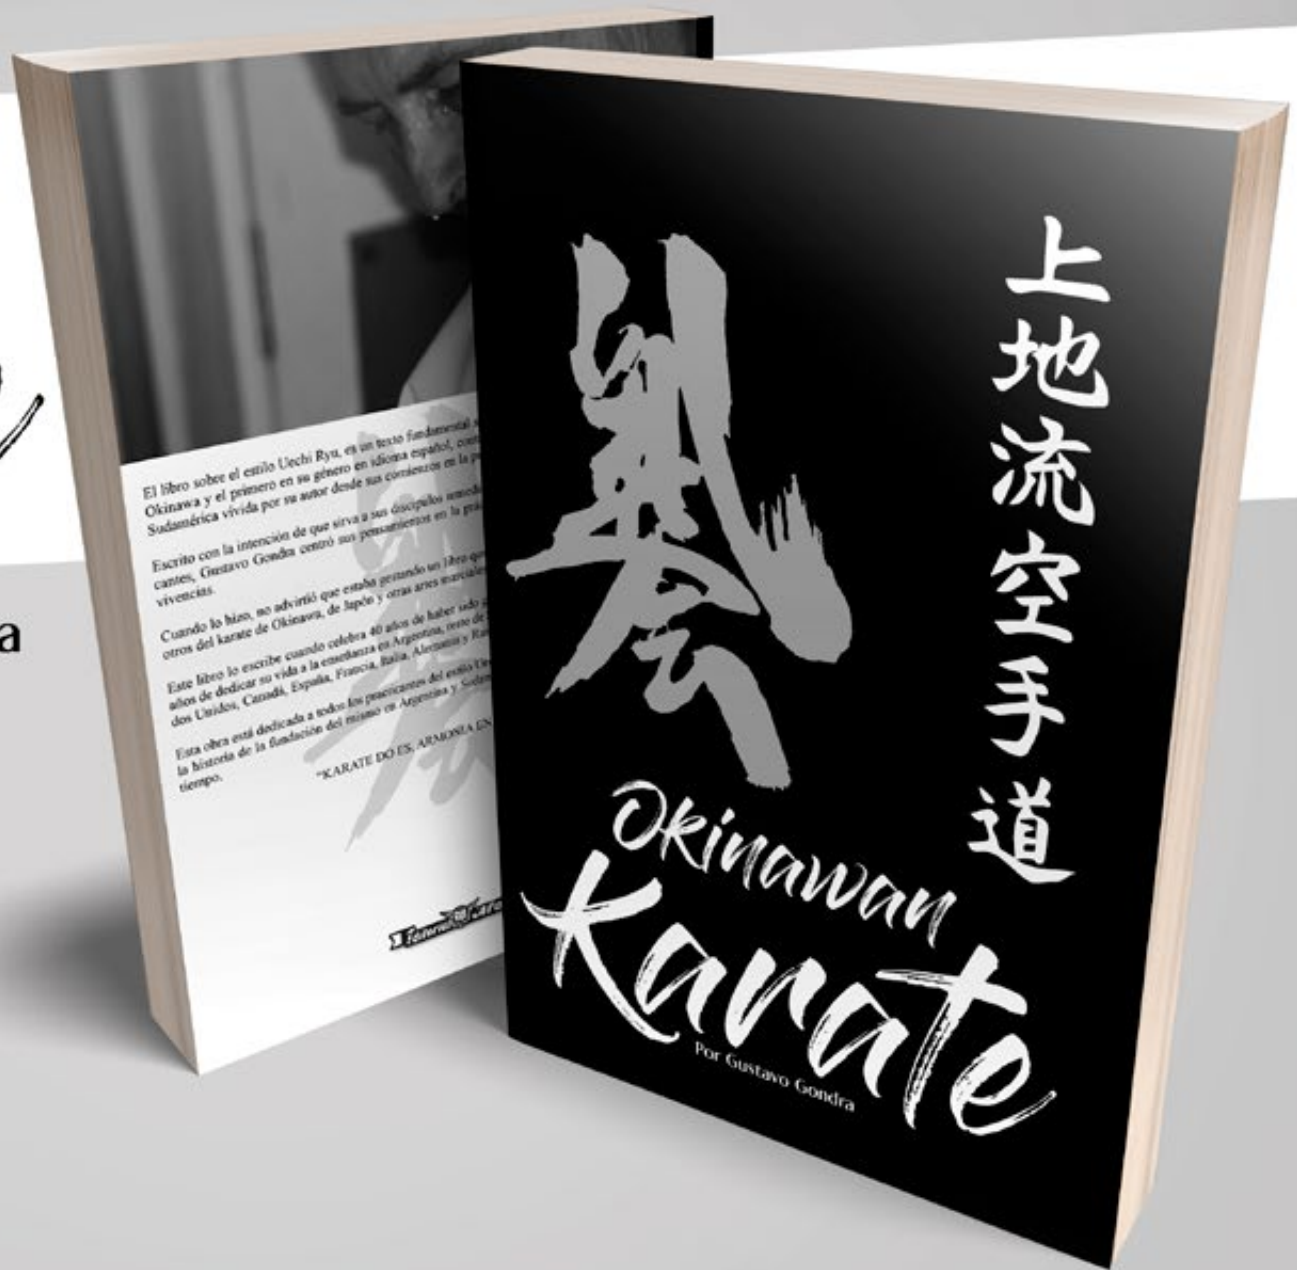 El libro sobre el estilo Uechi Ryu, es un texto fundamental
Okinawa y el primero en su género en idioma español,
Sudamérica vivida por su autor desde sus comienzos en la
Escrito con la intención de que sirva a sus discípulos
cantes, Gustavo Gondra centró sus pensamientos en la
vivencias.
Cuando lo hizo, no advirtió que estaba gestando un libro
otros del karate de Okinawa, de Japón y otras artes marciales
Este libro lo escribe cuando celebra 40 años de haber sido
años de dedicar su vida a la enseñanza en Argentina, resto de
dos Unidos, Canadá, España, Francia, Italia, Alemania y
Esta obra está dedicada a todos los practicantes del estilo
la historia de la fundación del mismo en Argentina y
tiempo.
"KARATE DO ES, ARMONIA EN
Editorial
上地流空手道
Okinawan
Karate
Por Gustavo Gondra
a